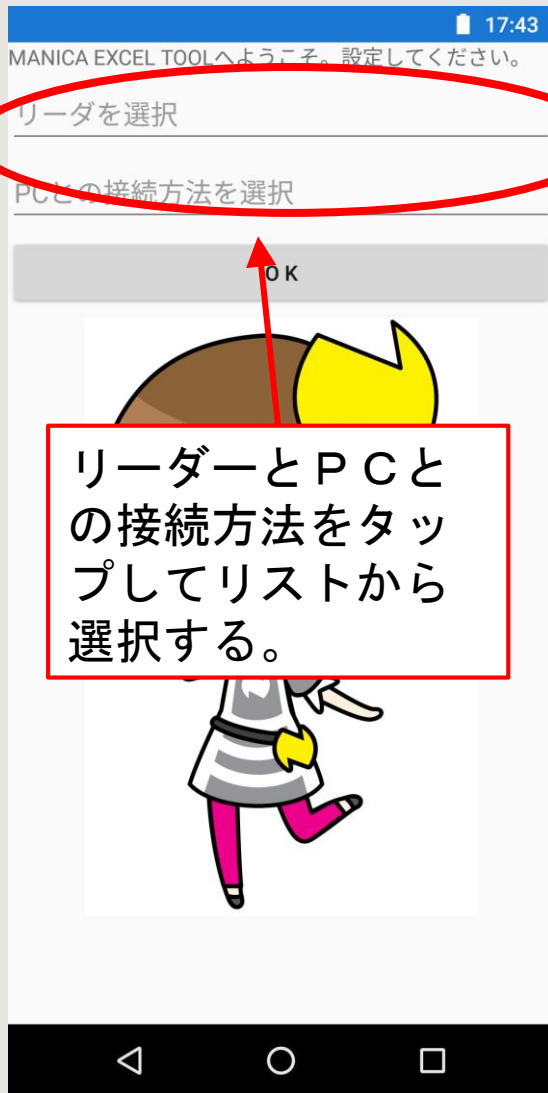 17:43
MANICA EXCEL TOOLへようこそ。設定してください。
リーダを選択
PCとの接続方法を選択
OK
リーダーとＰＣと
の接続方法をタッ
プしてリストから
選択する。